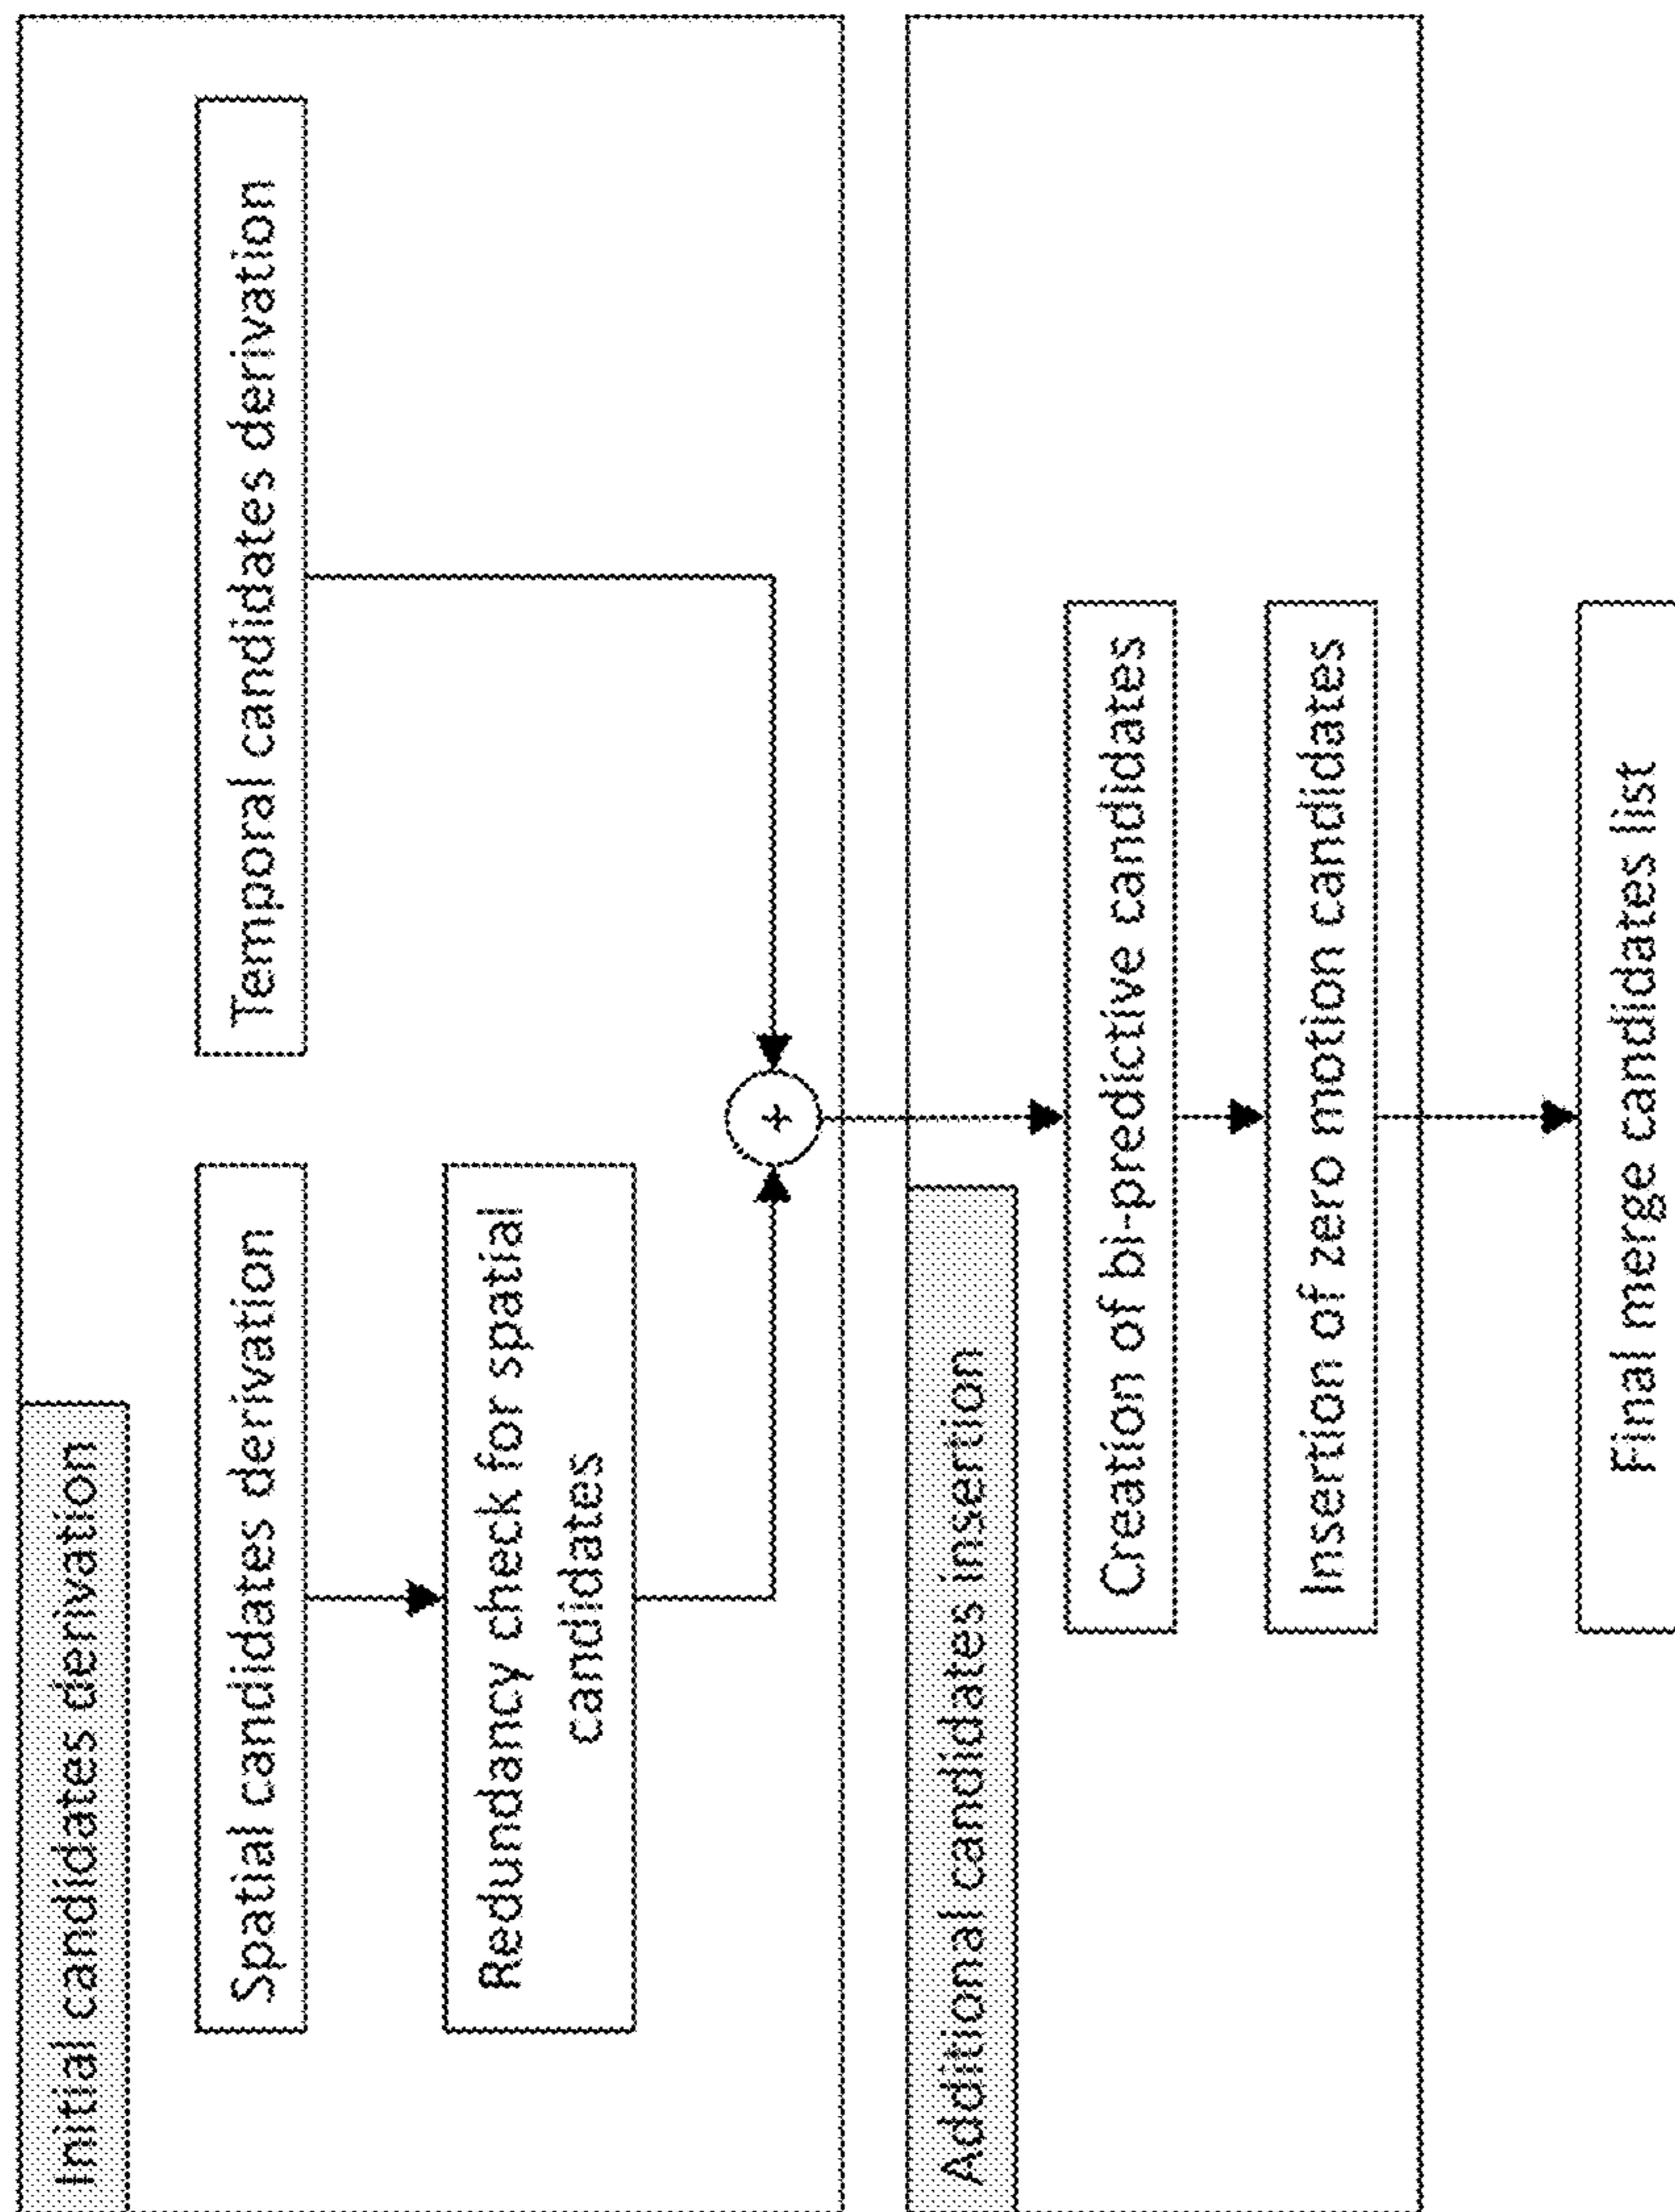 Initial candidates derivation
Spatial candidates derivation
Temporal candidates derivation
Redundancy check for spatial
candidates
+
Additional candidates insertion
Creation of bi-predictive candidates
Insertion of zero motion candidates
Final merge candidates list